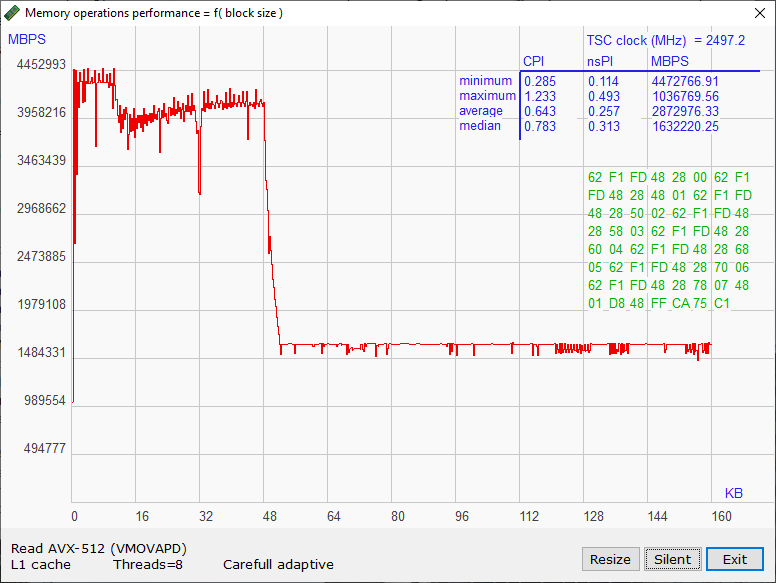 Memory operations performance = f( block size )
MBPS
TSC clock (MHz) = 2497.2
CPI nsPI MBPS
minimum 0.285 0.114 4472766.91
maximum 1.233 0.493 1036769.56
average 0.643 0.257 2872976.33
median 0.783 0.313 1632220.25
4452993
3958216
3463439
2968662
2473885
1979108
1484331
989554
494777
62 F1 FD 48 28 00 62 F1
FD 48 28 48 01 62 F1 FD
48 28 50 02 62 F1 FD 48
28 58 03 62 F1 FD 48 28
60 04 62 F1 FD 48 28 68
05 62 F1 FD 48 28 70 06
62 F1 FD 48 28 78 07 48
01 D8 48 FF CA 75 C1
KB
0 16 32 48 64 80 96 112 128 144 160
Read AVX-512 (VMOVAPD)
L1 cache Threads=8 Carefull adaptive
Resize Silent Exit